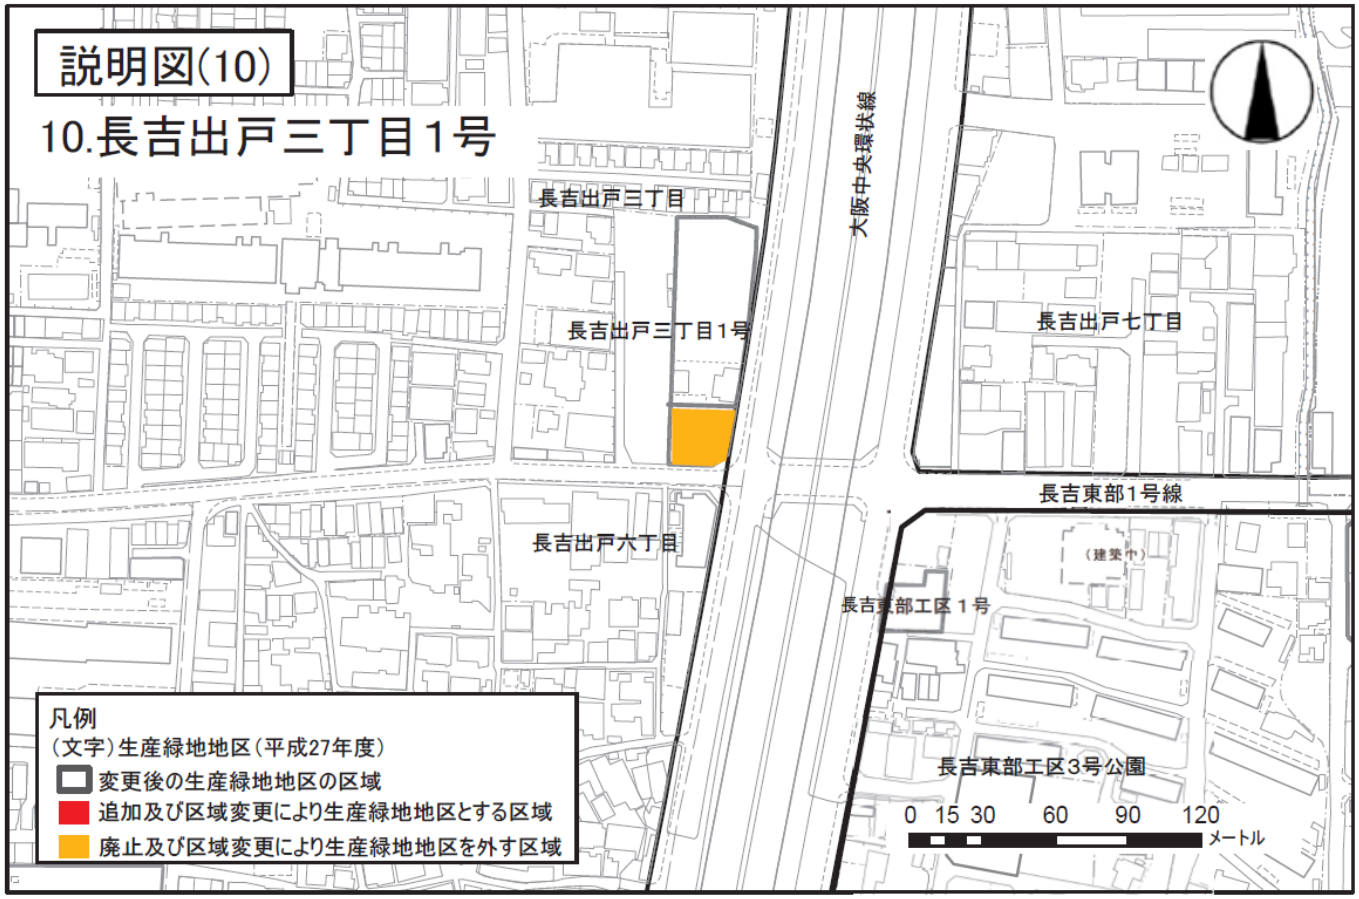 説明図(10)
10.長吉出戸三丁目1号
大阪中央環状線
長吉出戸三丁目
長吉出戸三丁目1号
長吉出戸七丁目
長吉東部1号線
長吉出戸六丁目
(建築中)
長吉東部工区1号
長吉東部工区3号公園
凡例
(文字)生産緑地地区(平成27年度)
変更後の生産緑地地区の区域
追加及び区域変更により生産緑地地区とする区域
廃止及び区域変更により生産緑地地区を外す区域
0 15 30 60 90 120
メートル